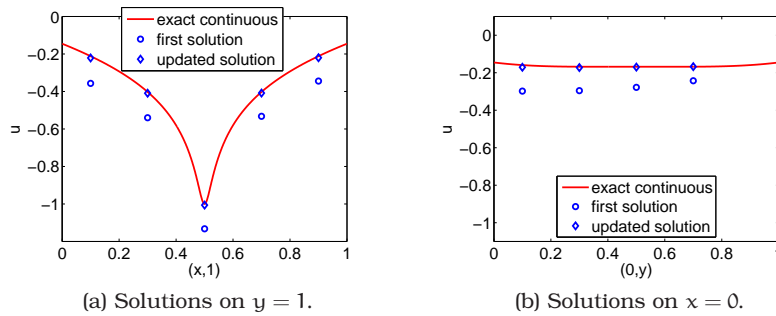 0
−0.2
−0.4
−0.6
−0.8
−1
u
0 0.2 0.4 0.6 0.8 1
(x,1)
exact continuous
first solution
updated solution
(a) Solutions on y = 1.
0
−0.2
−0.4
−0.6
−0.8
−1
u
0 0.2 0.4 0.6 0.8
(0,y)
exact continuous
first solution
updated solution
(b) Solutions on x = 0.